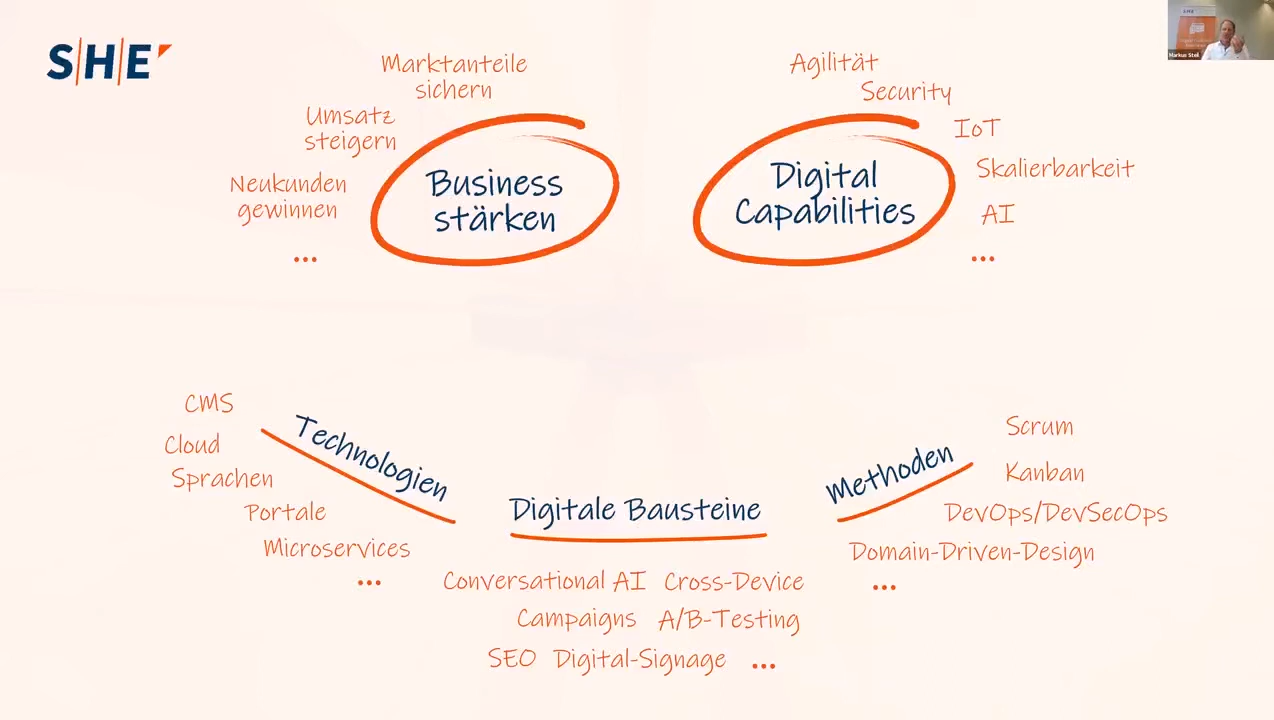 S|H|E
Marktanteile
sichern
Umsatz
steigern
Neukunden
gewinnen
...
Business
stärken
Agilität
Security
IoT
Skalierbarkeit
AI
...
Digital
Capabilities
Technologien
CMS
Cloud
Sprachen
Portale
Microservices
...
Digitale Bausteine
Conversational AI Cross-Device
Campaigns A/B-Testing
SEO Digital-Signage ...
Methoden
Scrum
Kanban
DevOps/DevSecOps
Domain-Driven-Design
...
SHE
Markus Stoll